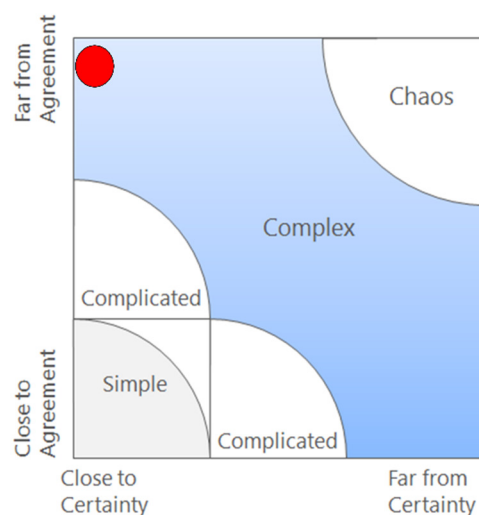 Far from
Agreement
Chaos
Complex
Complicated
Simple
Close to
Agreement
Complicated
Close to
Certainty
Far from
Certainty